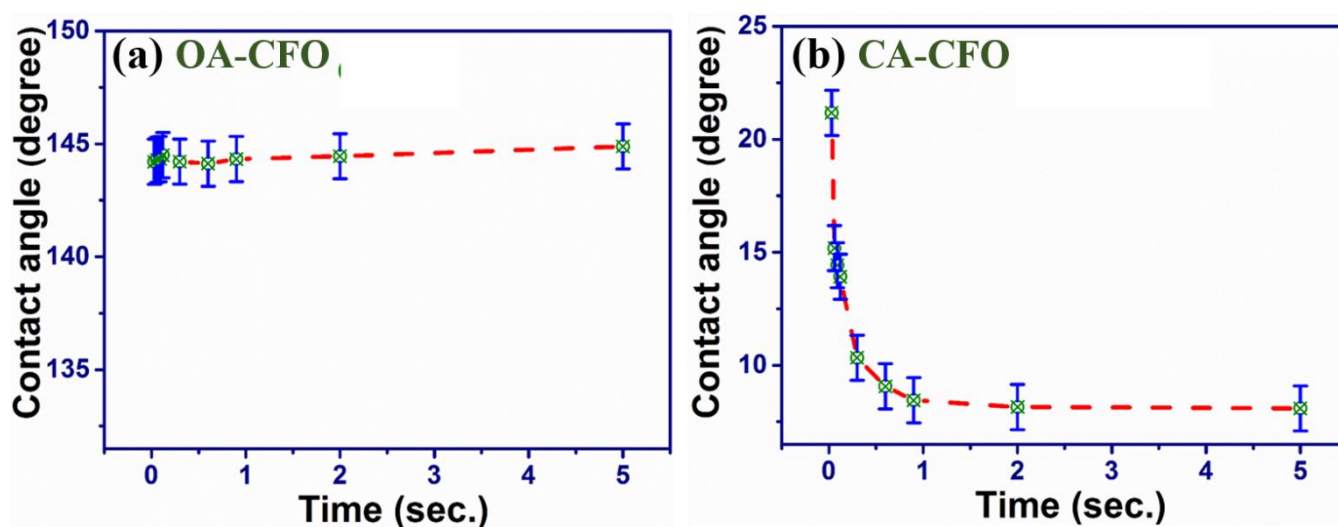 (a) OA-CFO
Contact angle (degree)
150
145
140
135
0 1 2 3 4 5
Time (sec.)
(b) CA-CFO
Contact angle (degree)
25
20
15
10
0 1 2 3 4 5
Time (sec.)